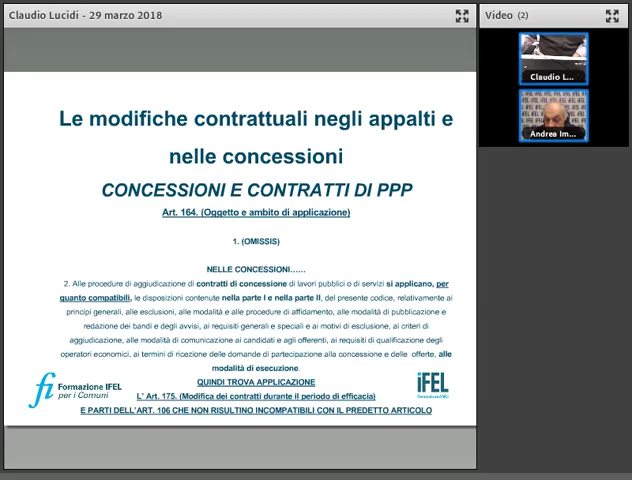 Claudio Lucidi - 29 marzo 2018
Video (2)
Claudio L...
Andrea Im...
Le modifiche contrattuali negli appalti e
nelle concessioni
CONCESSIONI E CONTRATTI DI PPP
Art. 164. (Oggetto e ambito di applicazione)
1. (OMISSIS)
NELLE CONCESSIONI……
2. Alle procedure di aggiudicazione di contratti di concessione di lavori pubblici o di servizi si applicano, per
quanto compatibili, le disposizioni contenute nella parte I e nella parte II, del presente codice, relativamente ai
principi generali, alle esclusioni, alle modalità e alle procedure di affidamento, alle modalità di pubblicazione e
redazione dei bandi e degli avvisi, ai requisiti generali e speciali e ai motivi di esclusione, ai criteri di
aggiudicazione, alle modalità di comunicazione ai candidati e agli offerenti, ai requisiti di qualificazione degli
operatori economici, ai termini di ricezione delle domande di partecipazione alla concessione e delle offerte, alle
modalità di esecuzione.
QUINDI TROVA APPLICAZIONE
L' Art. 175. (Modifica dei contratti durante il periodo di efficacia)
E PARTI DELL'ART. 106 CHE NON RISULTINO INCOMPATIBILI CON IL PREDETTO ARTICOLO
fi Formazione IFEL
per i Comuni
iFEL